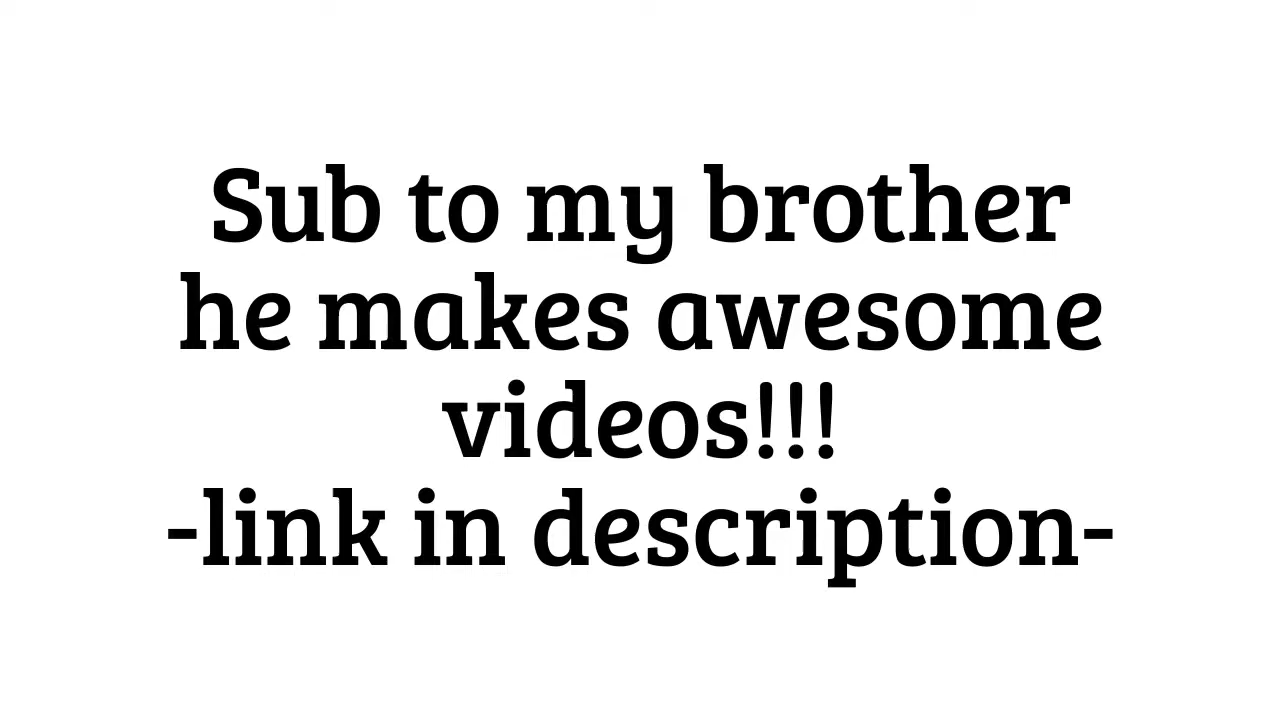 Sub to my brother
he makes awesome
videos!!!
-link in description-